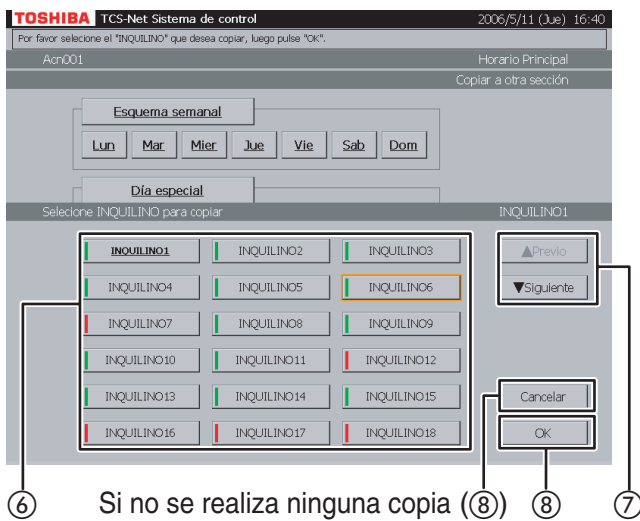 TOSHIBA TCS-Net Sistema de control 2006/5/11 (Jue) 16:40
Por favor selecione el "INQUILINO" que desea copiar, luego pulse "OK".
Acn001 Horario Principal
Copiar a otra sección
Esquema semanal
Lun Mar Mier Jue Vie Sab Dom
Día especial
Selecione INQUILINO para copiar INQUILINO1
INQUILINO1 INQUILINO2 INQUILINO3 ▲Previo
INQUILINO4 INQUILINO5 INQUILINO6 ▼Siguiente
INQUILINO7 INQUILINO8 INQUILINO9
INQUILINO10 INQUILINO11 INQUILINO12
INQUILINO13 INQUILINO14 INQUILINO15 Cancelar
INQUILINO16 INQUILINO17 INQUILINO18 OK
⑥ Si no se realiza ninguna copia (⑧) ⑧ ⑦